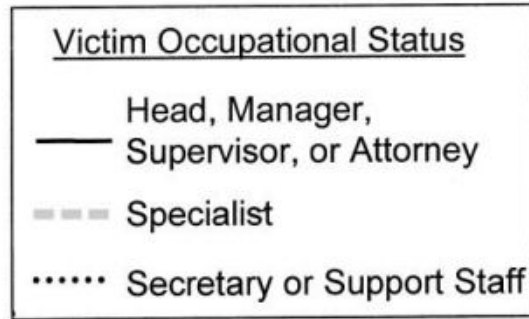 Victim Occupational Status
Head, Manager,
Supervisor, or Attorney
Specialist
Secretary or Support Staff